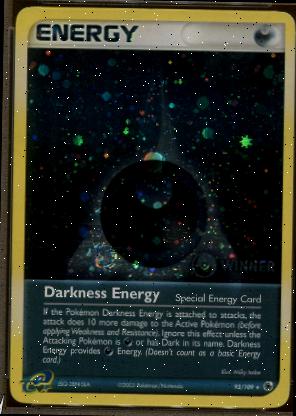 ENERGY
WINNER
Darkness Energy Special Energy Card
If the Pokémon Darkness Energy is attached to attacks, the
attack does 10 more damage to the Active Pokémon (before
applying Weakness and Resistance). Ignore this effect unless the
Attacking Pokémon is or has Dark in its name. Darkness
Energy provides Energy. (Doesn't count as a basic Energy
card.)
©2003 Pokémon/Nintendo 93/109